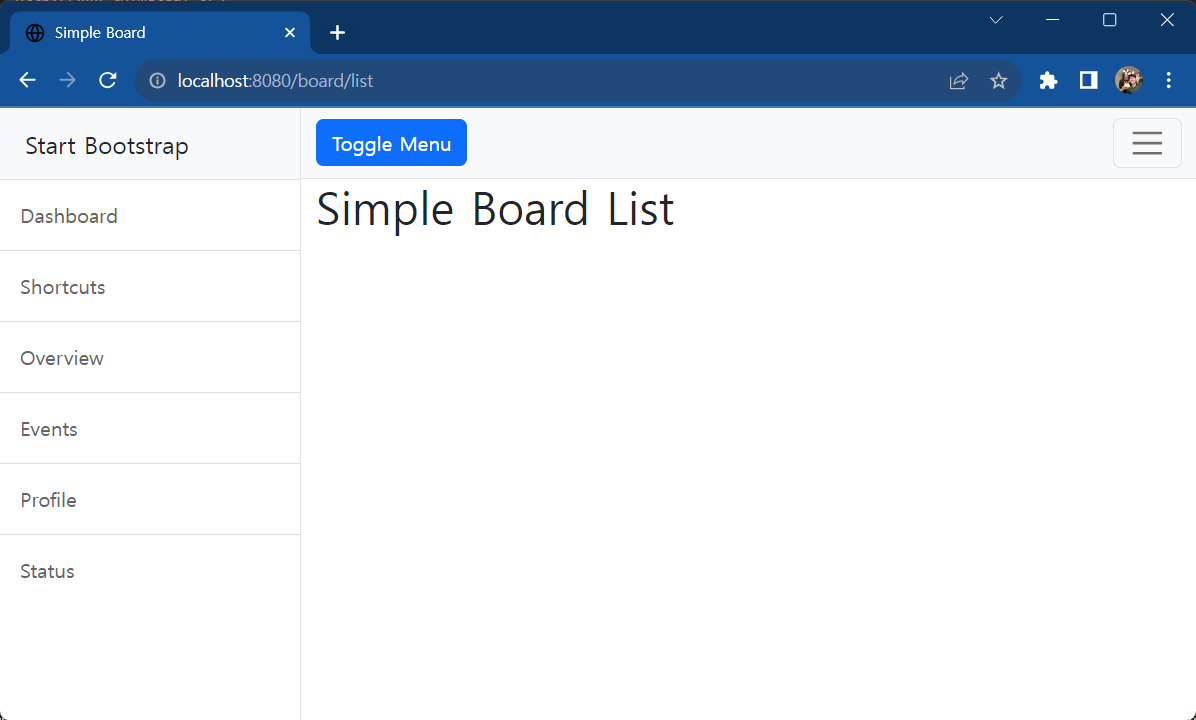 Simple Board
localhost:8080/board/list
Start Bootstrap
Toggle Menu
Simple Board List
Dashboard
Shortcuts
Overview
Events
Profile
Status